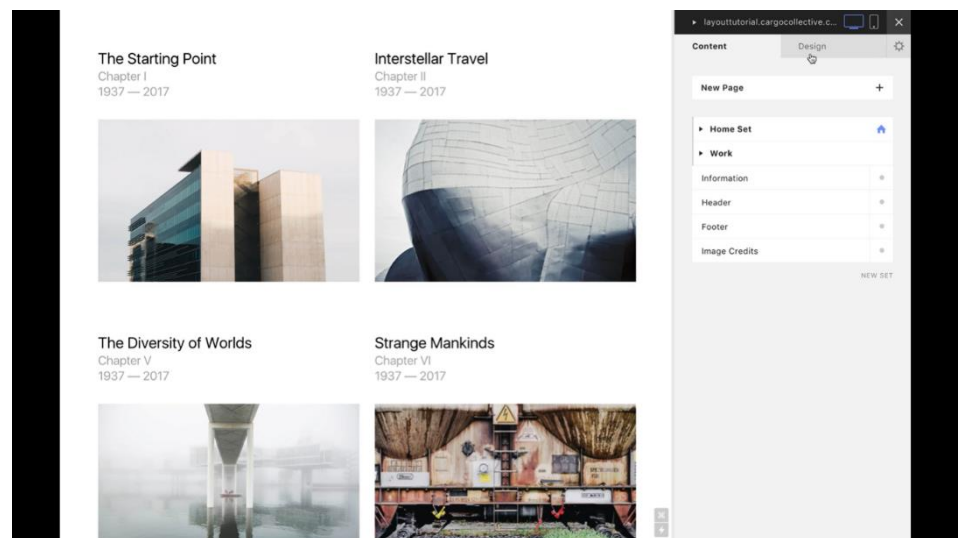 The Starting Point
Chapter I
1937 — 2017
Interstellar Travel
Chapter II
1937 — 2017
The Diversity of Worlds
Chapter V
1937 — 2017
Strange Mankinds
Chapter VI
1937 — 2017
layouttutorial.cargocollective.c...
Content
Design
New Page
Home Set
Work
Information
Header
Footer
Image Credits
NEW SET